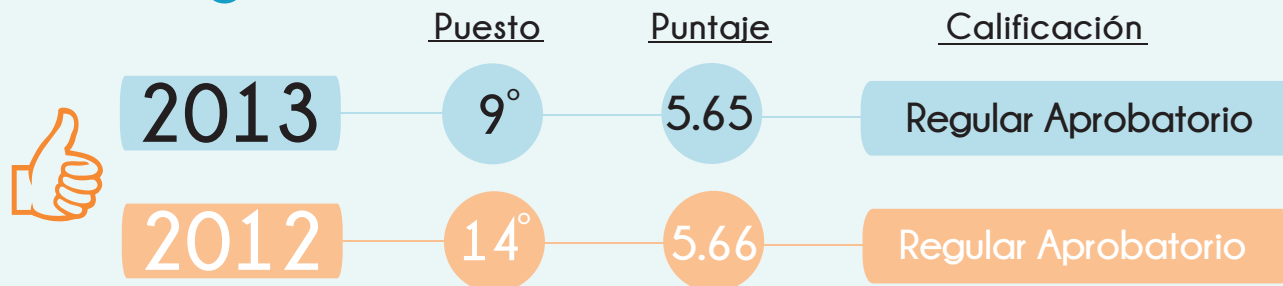 Puesto Puntaje Calificación
2013 9° 5.65 Regular Aprobatorio
2012 14° 5.66 Regular Aprobatorio